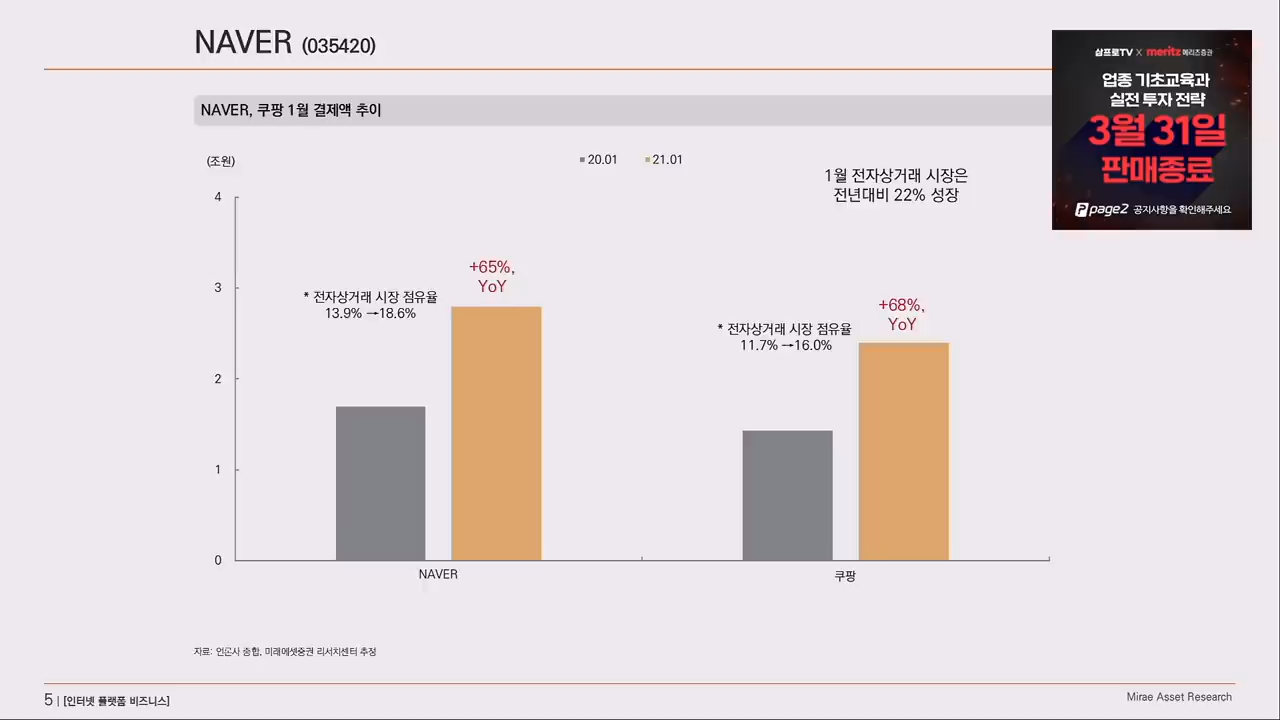 NAVER (035420)
삼프로TV X meritz 메리츠증권
업종 기초교육과
실전 투자 전략
3월 31일
판매종료
page2 공지사항을 확인해주세요
NAVER, 쿠팡 1월 결제액 추이
(조원)
20.01 21.01
1월 전자상거래 시장은
전년대비 22% 성장
4
3
2
1
0
* 전자상거래 시장 점유율
13.9% →18.6%
+65%,
YoY
* 전자상거래 시장 점유율
11.7% →16.0%
+68%,
YoY
NAVER 쿠팡
자료: 언론사 종합, 미래에셋증권 리서치센터 추정
5 | [인터넷 플랫폼 비즈니스]
Mirae Asset Research